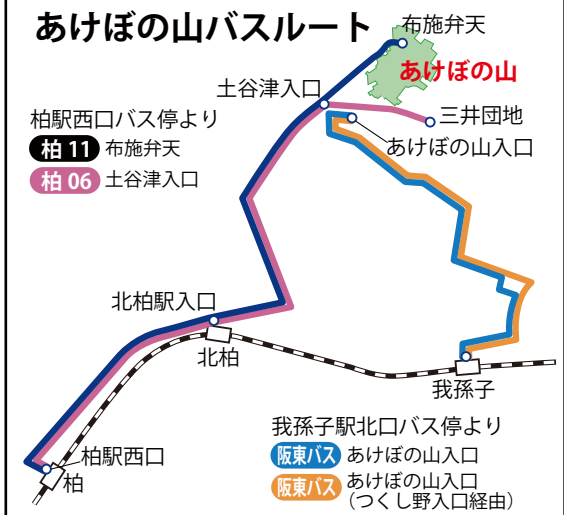 あけぼの山バスルート
布施弁天
あけぼの山
土谷津入口
三井団地
あけぼの山入口
柏駅西口バス停より
柏 11 布施弁天
柏 06 土谷津入口
北柏駅入口
北柏
我孫子
柏駅西口
柏
我孫子駅北口バス停より
阪東バス あけぼの山入口
阪東バス あけぼの山入口
(つくし野入口経由)